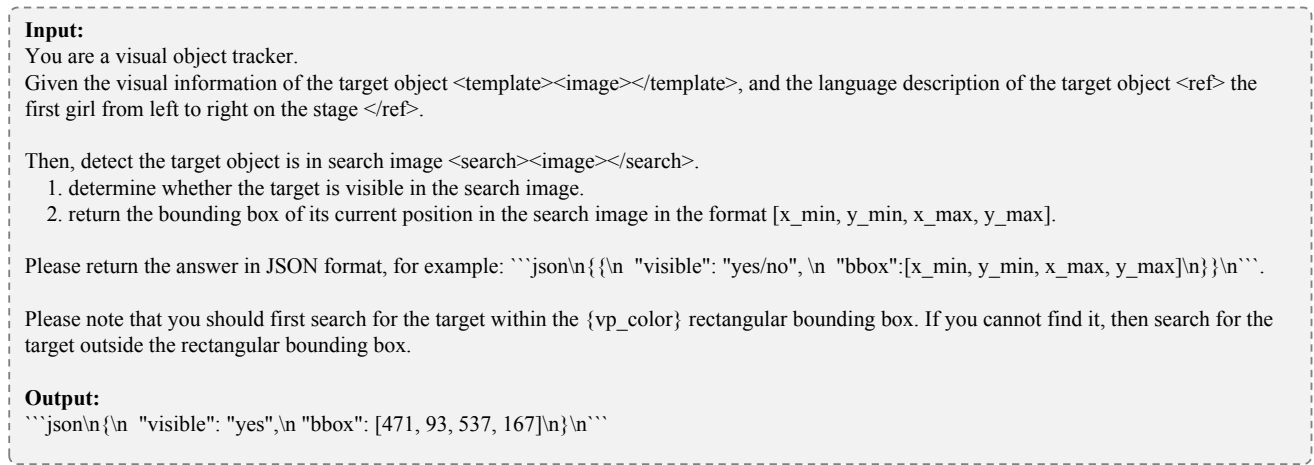 Input:
You are a visual object tracker.
Given the visual information of the target object <template><image></template>, and the language description of the target object <ref> the
first girl from left to right on the stage </ref>.
Then, detect the target object is in search image <search><image></search>.
1. determine whether the target is visible in the search image.
2. return the bounding box of its current position in the search image in the format [x_min, y_min, x_max, y_max].
Please return the answer in JSON format, for example: ```json\n{{\n  "visible": "yes/no", \n  "bbox":[x_min, y_min, x_max, y_max]\n}}\n```.
Please note that you should first search for the target within the {vp_color} rectangular bounding box. If you cannot find it, then search for the
target outside the rectangular bounding box.
Output:
```json\n{\n  "visible": "yes",\n "bbox": [471, 93, 537, 167]\n}\n```